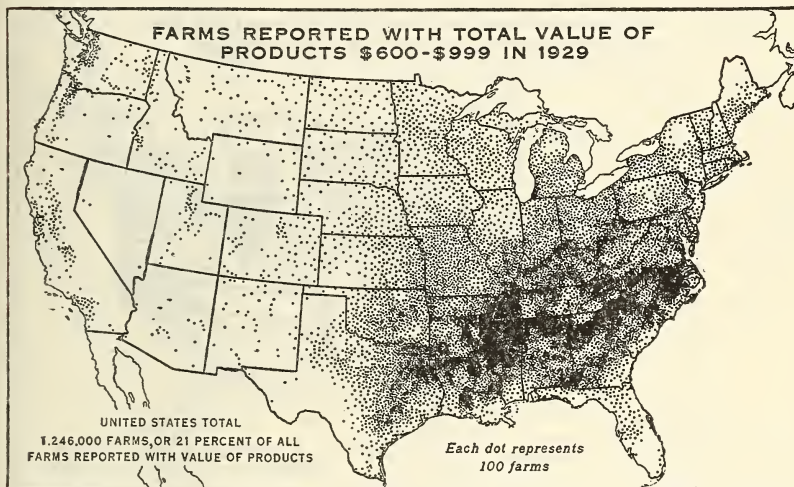 FARMS REPORTED WITH TOTAL VALUE OF
PRODUCTS $600-$999 IN 1929
UNITED STATES TOTAL
1,246,000 FARMS, OR 21 PERCENT OF ALL
FARMS REPORTED WITH VALUE OF PRODUCTS
Each dot represents
100 farms